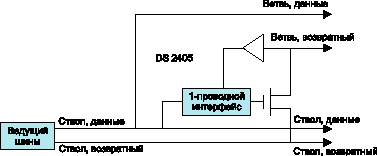 Ветвь, данные
Ветвь, возвратный
DS 2405
1-проводной
интерфейс
Ствол, данные
Ствол, данные
Ведущий
шины
Ствол, возвратный
Ствол, возвратный